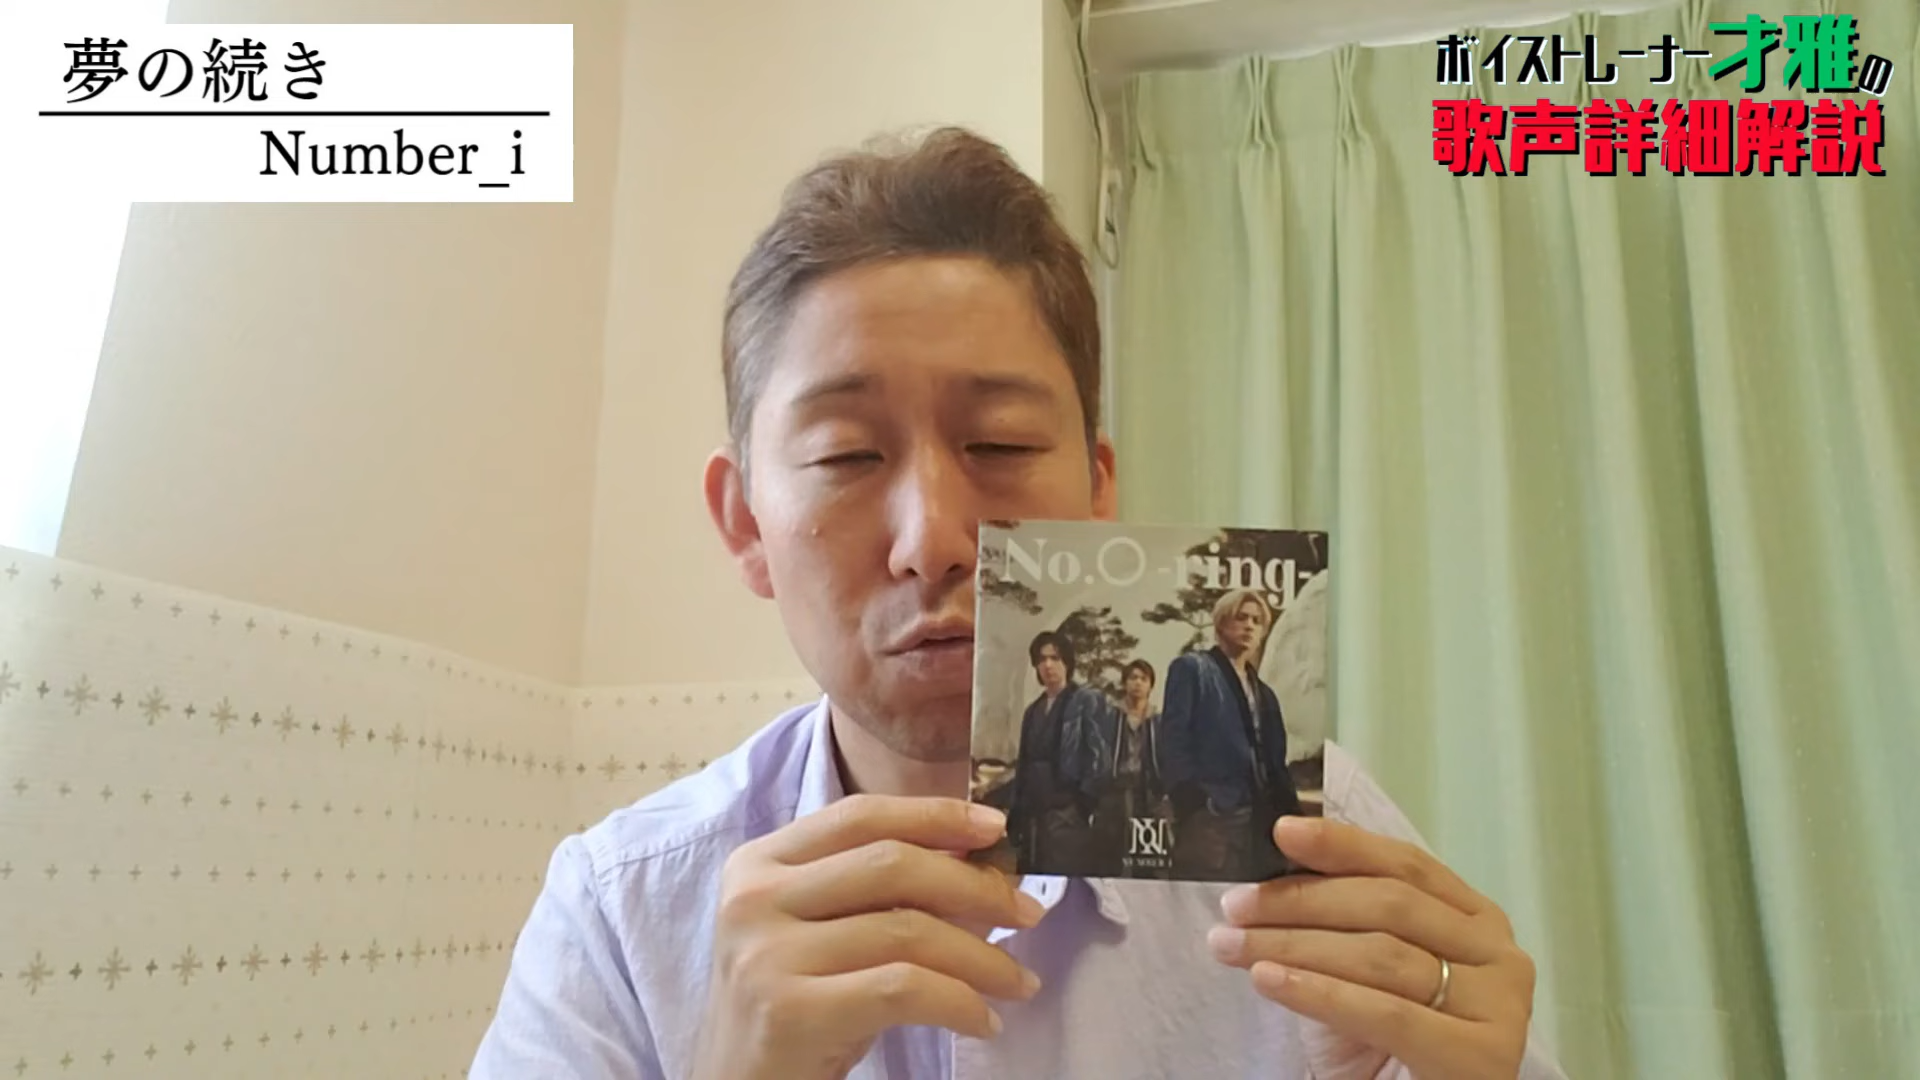 夢の続き
Number_i
ボイストレーナー才雅の
歌声詳細解説
No.○ -ring-